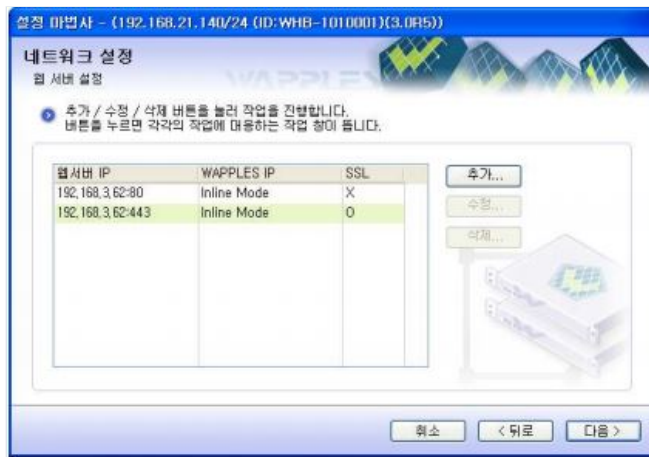 설정 마법사 - (192.168.21.140/24 (ID:WHB-1010001)(3.0R5))
네트워크 설정
웹 서버 설정
WAPPLES
추가 / 수정 / 삭제 버튼을 눌러 작업을 진행합니다.
버튼을 누르면 각각의 작업에 대응하는 작업 창이 뜹니다.
웹서버 IP WAPPLES IP SSL
192,168,3,62:80 Inline Mode X
192,168,3,62:443 Inline Mode O
추가...
수정...
삭제...
취소 < 뒤로 다음 >